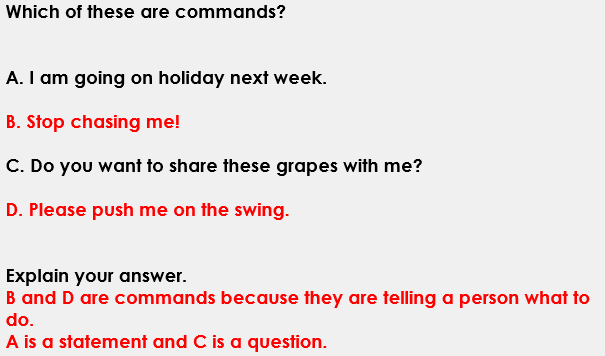 Which of these are commands?
A. I am going on holiday next week.
B. Stop chasing me!
C. Do you want to share these grapes with me?
D. Please push me on the swing.
Explain your answer.
B and D are commands because they are telling a person what to
do.
A is a statement and C is a question.